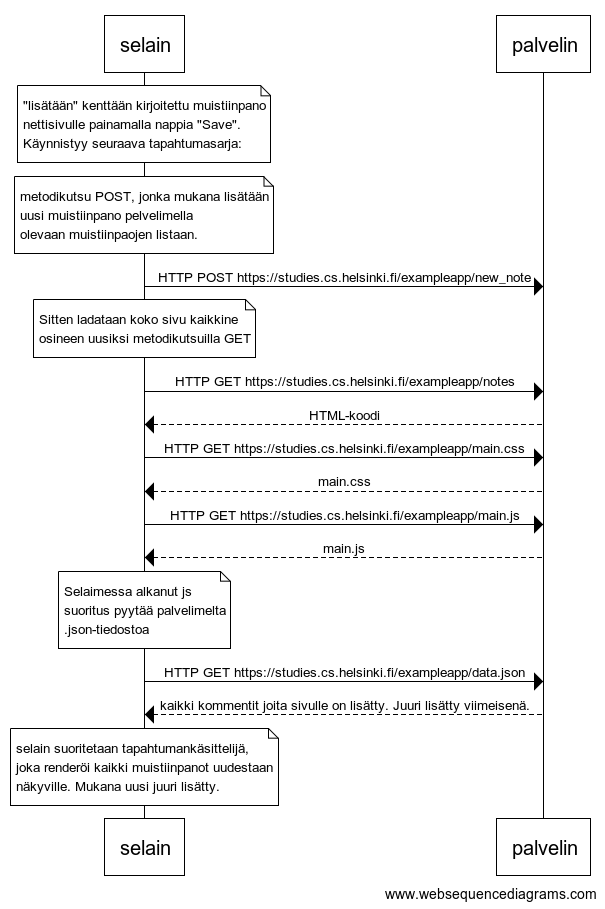 selain
palvelin
"lisätään" kenttään kirjoitettu muistiinpano
nettisivulle painamalla nappia "Save".
Käynnistyy seuraava tapahtumasarja:
metodikutsu POST, jonka mukana lisätään
uusi muistiinpano pelvelimella
olevaan muistiinpaojen listaan.
HTTP POST https://studies.cs.helsinki.fi/exampleapp/new_note
Sitten ladataan koko sivu kaikkine
osineen uusiksi metodikutsuilla GET
HTTP GET https://studies.cs.helsinki.fi/exampleapp/notes
HTML-koodi
HTTP GET https://studies.cs.helsinki.fi/exampleapp/main.css
main.css
HTTP GET https://studies.cs.helsinki.fi/exampleapp/main.js
main.js
Selaimessa alkanut js
suoritus pyytää palvelimelta
.json-tiedostoa
HTTP GET https://studies.cs.helsinki.fi/exampleapp/data.json
kaikki kommentit joita sivulle on lisätty. Juuri lisätty viimeisenä.
selain suoritetaan tapahtumankäsittelijä,
joka renderöi kaikki muistiinpanot uudestaan
näkyville. Mukana uusi juuri lisätty.
selain
palvelin
www.websequencediagrams.com